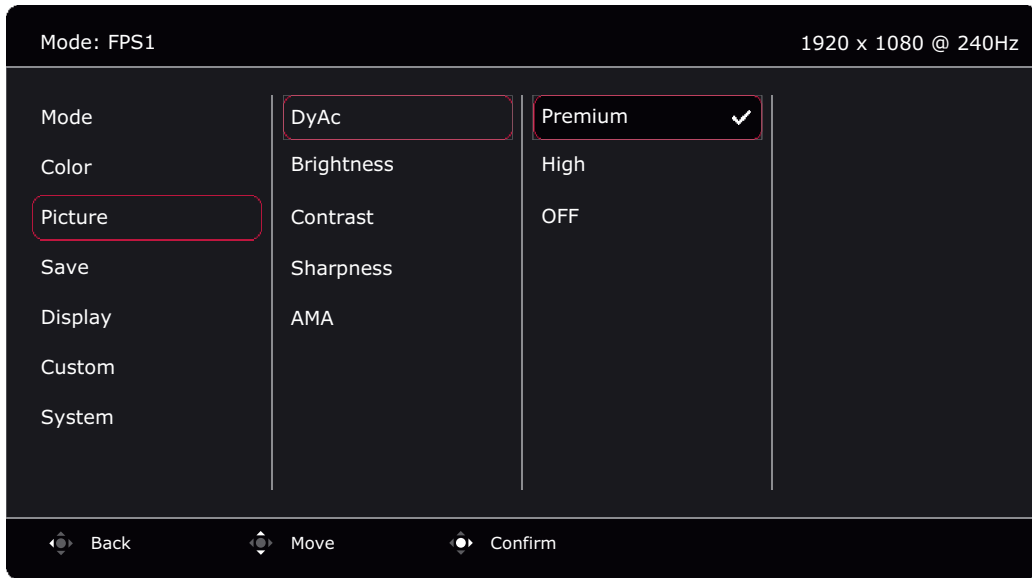 Mode: FPS1
1920 x 1080 @ 240Hz
Mode
Color
Picture
Save
Display
Custom
System
DyAc
Brightness
Contrast
Sharpness
AMA
Premium
High
OFF
Back
Move
Confirm